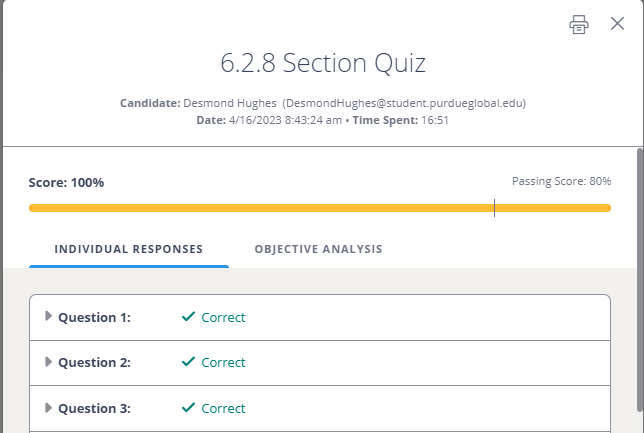 6.2.8 Section Quiz
Candidate: Desmond Hughes (DesmondHughes@student.purdueglobal.edu)
Date: 4/16/2023 8:43:24 am • Time Spent: 16:51
Score: 100%
Passing Score: 80%
INDIVIDUAL RESPONSES
OBJECTIVE ANALYSIS
Question 1: Correct
Question 2: Correct
Question 3: Correct